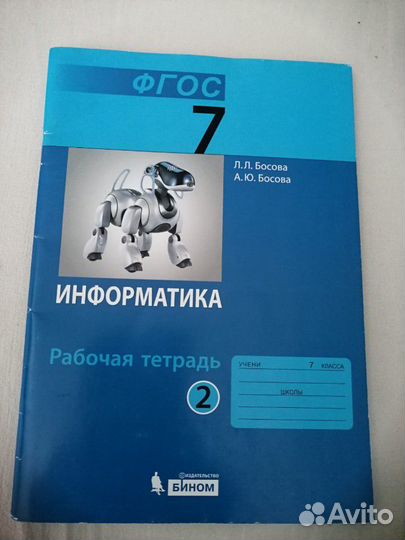 ФГОС
7
Л.Л. Босова
А.Ю. Босова
ИНФОРМАТИКА
Рабочая тетрадь
2
УЧЕНИ 7 КЛАССА
ШКОЛЫ
ИЗДАТЕЛЬСТВО
БИНОМ
Avito